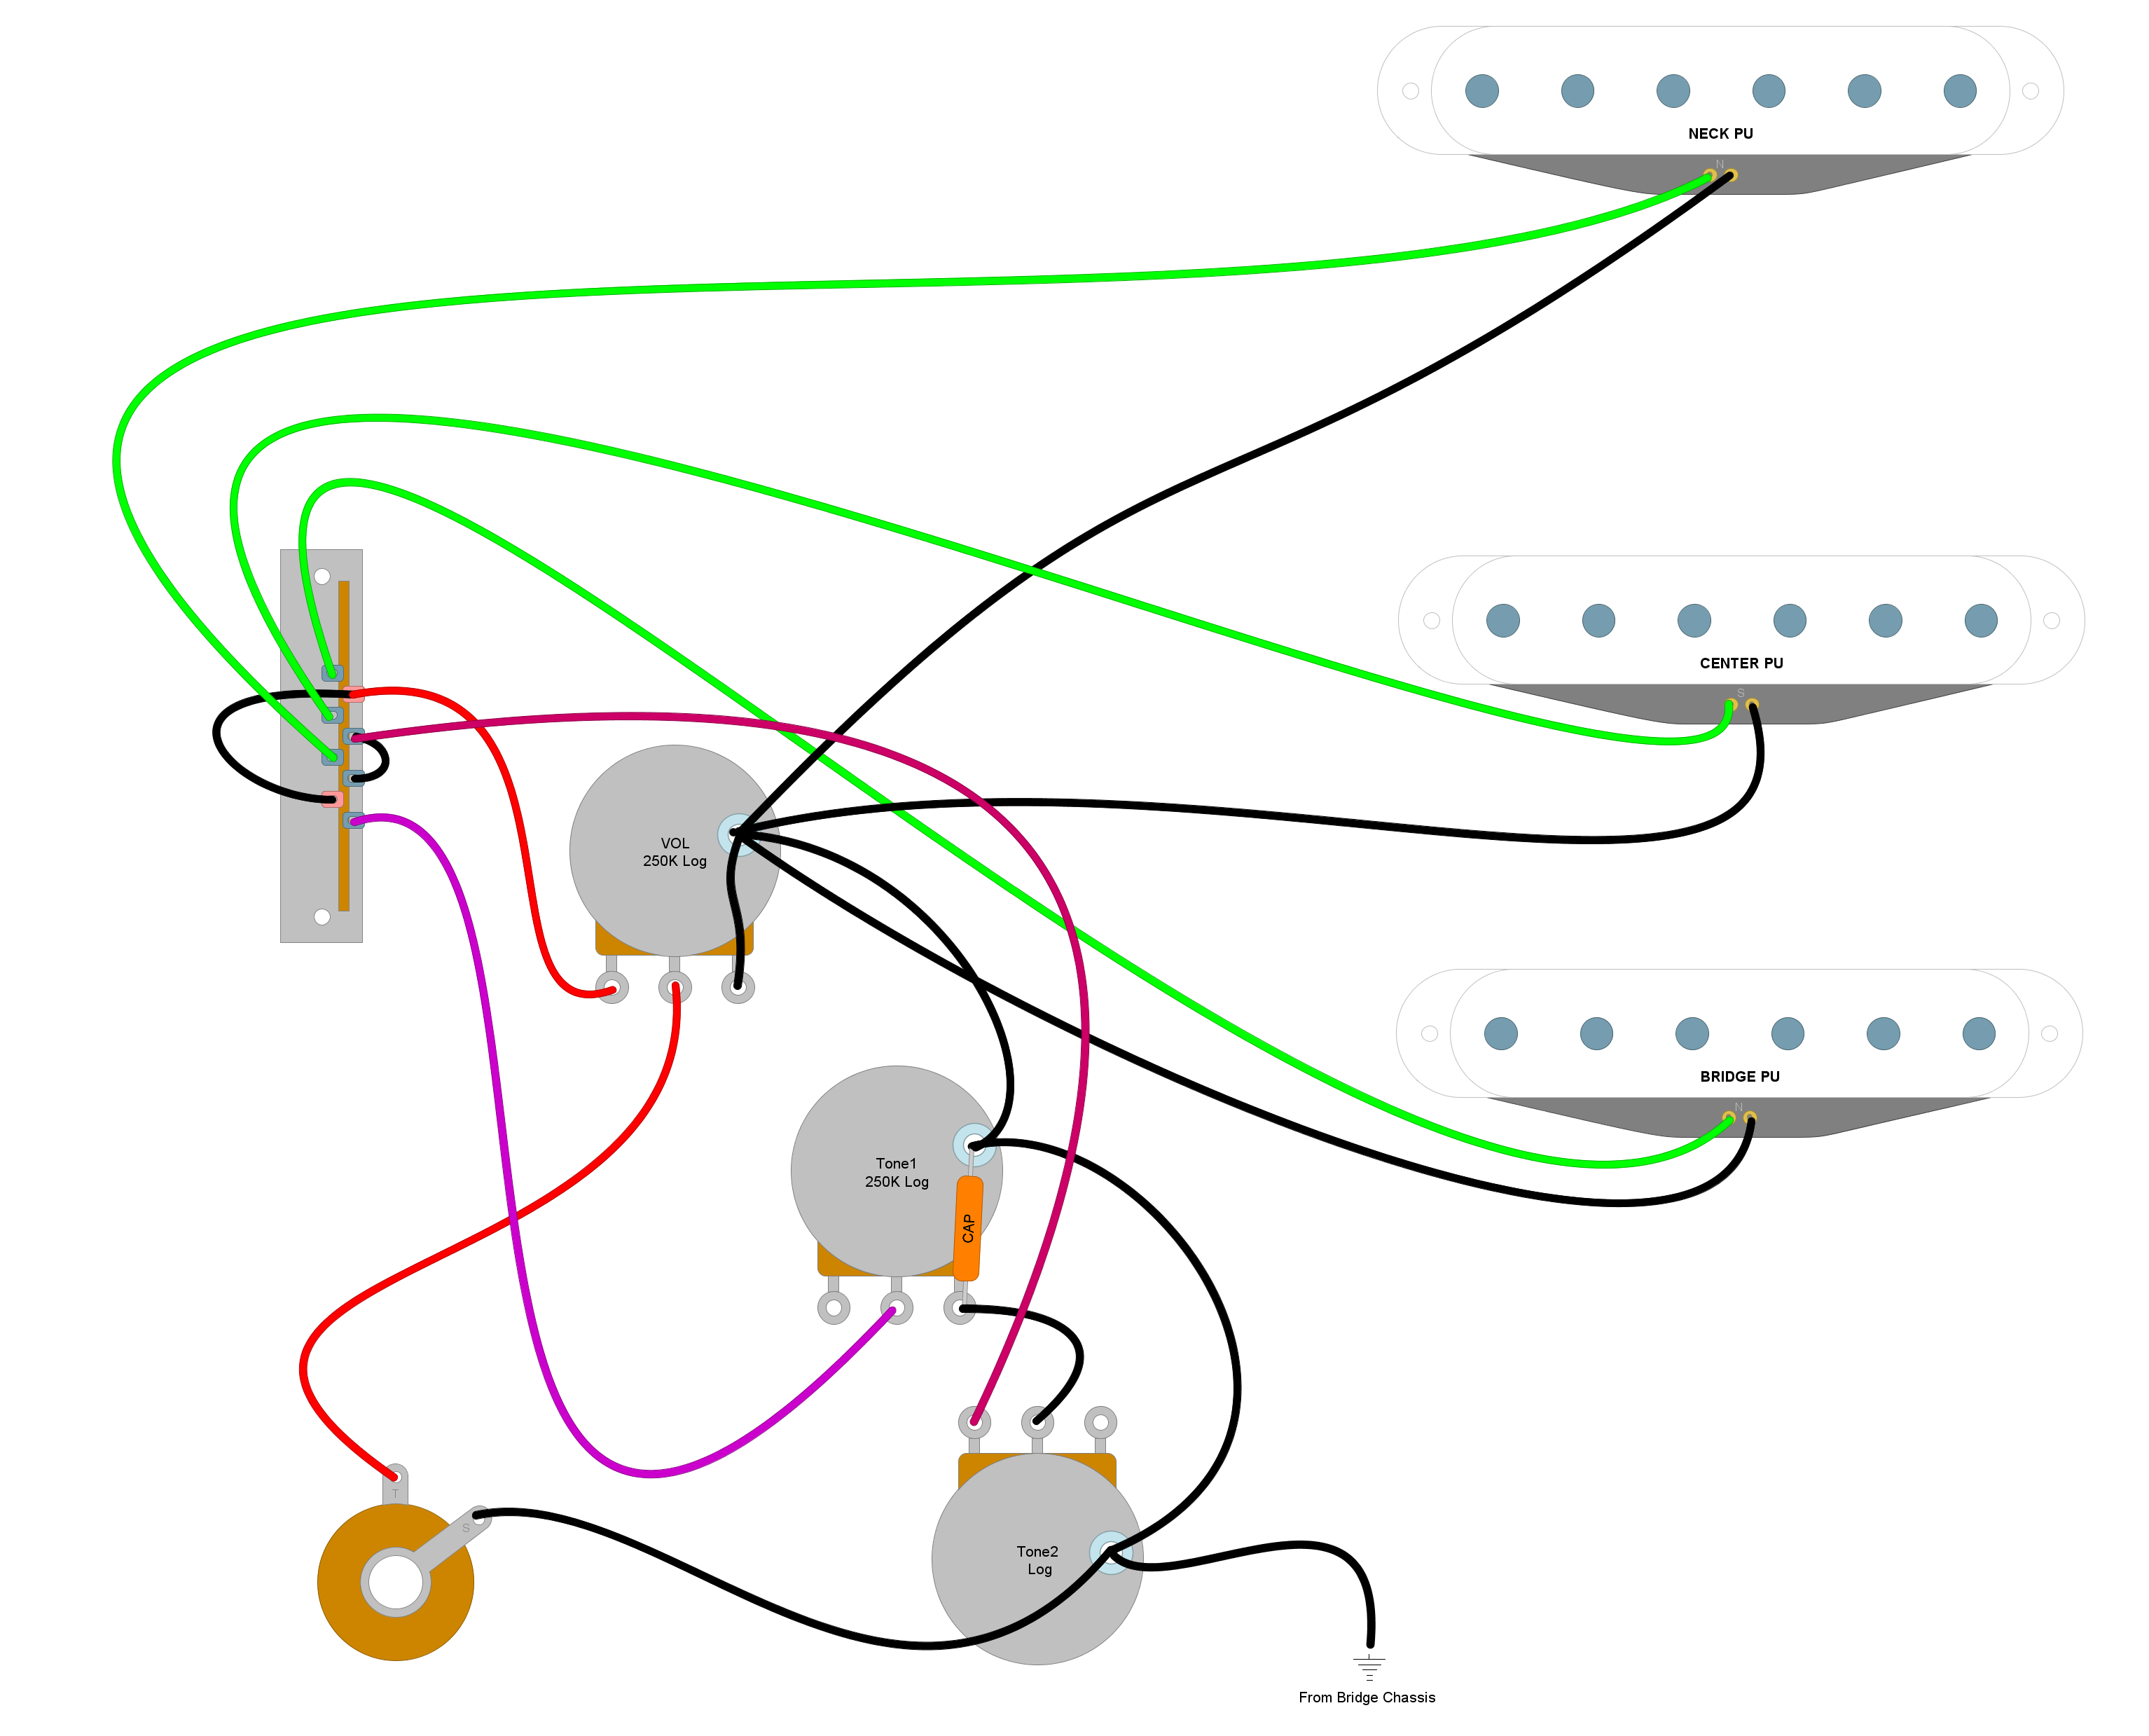 N
NECK PU
CENTER PU
S
VOL
250K Log
BRIDGE PU
N
Tone1
250K Log
CAP
T
S
Tone2
Log
From Bridge Chassis